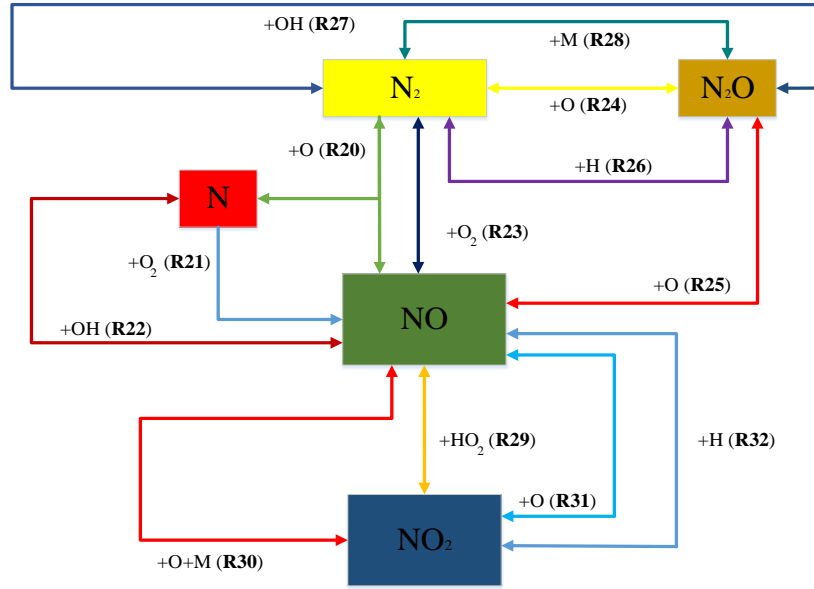 +OH (R27)
+M (R28)
N₂
N₂O
+O (R24)
+O (R20)
+H (R26)
N
+O₂ (R21)
+O₂ (R23)
+O (R25)
NO
+OH (R22)
+HO₂ (R29)
+H (R32)
+O (R31)
NO₂
+O+M (R30)